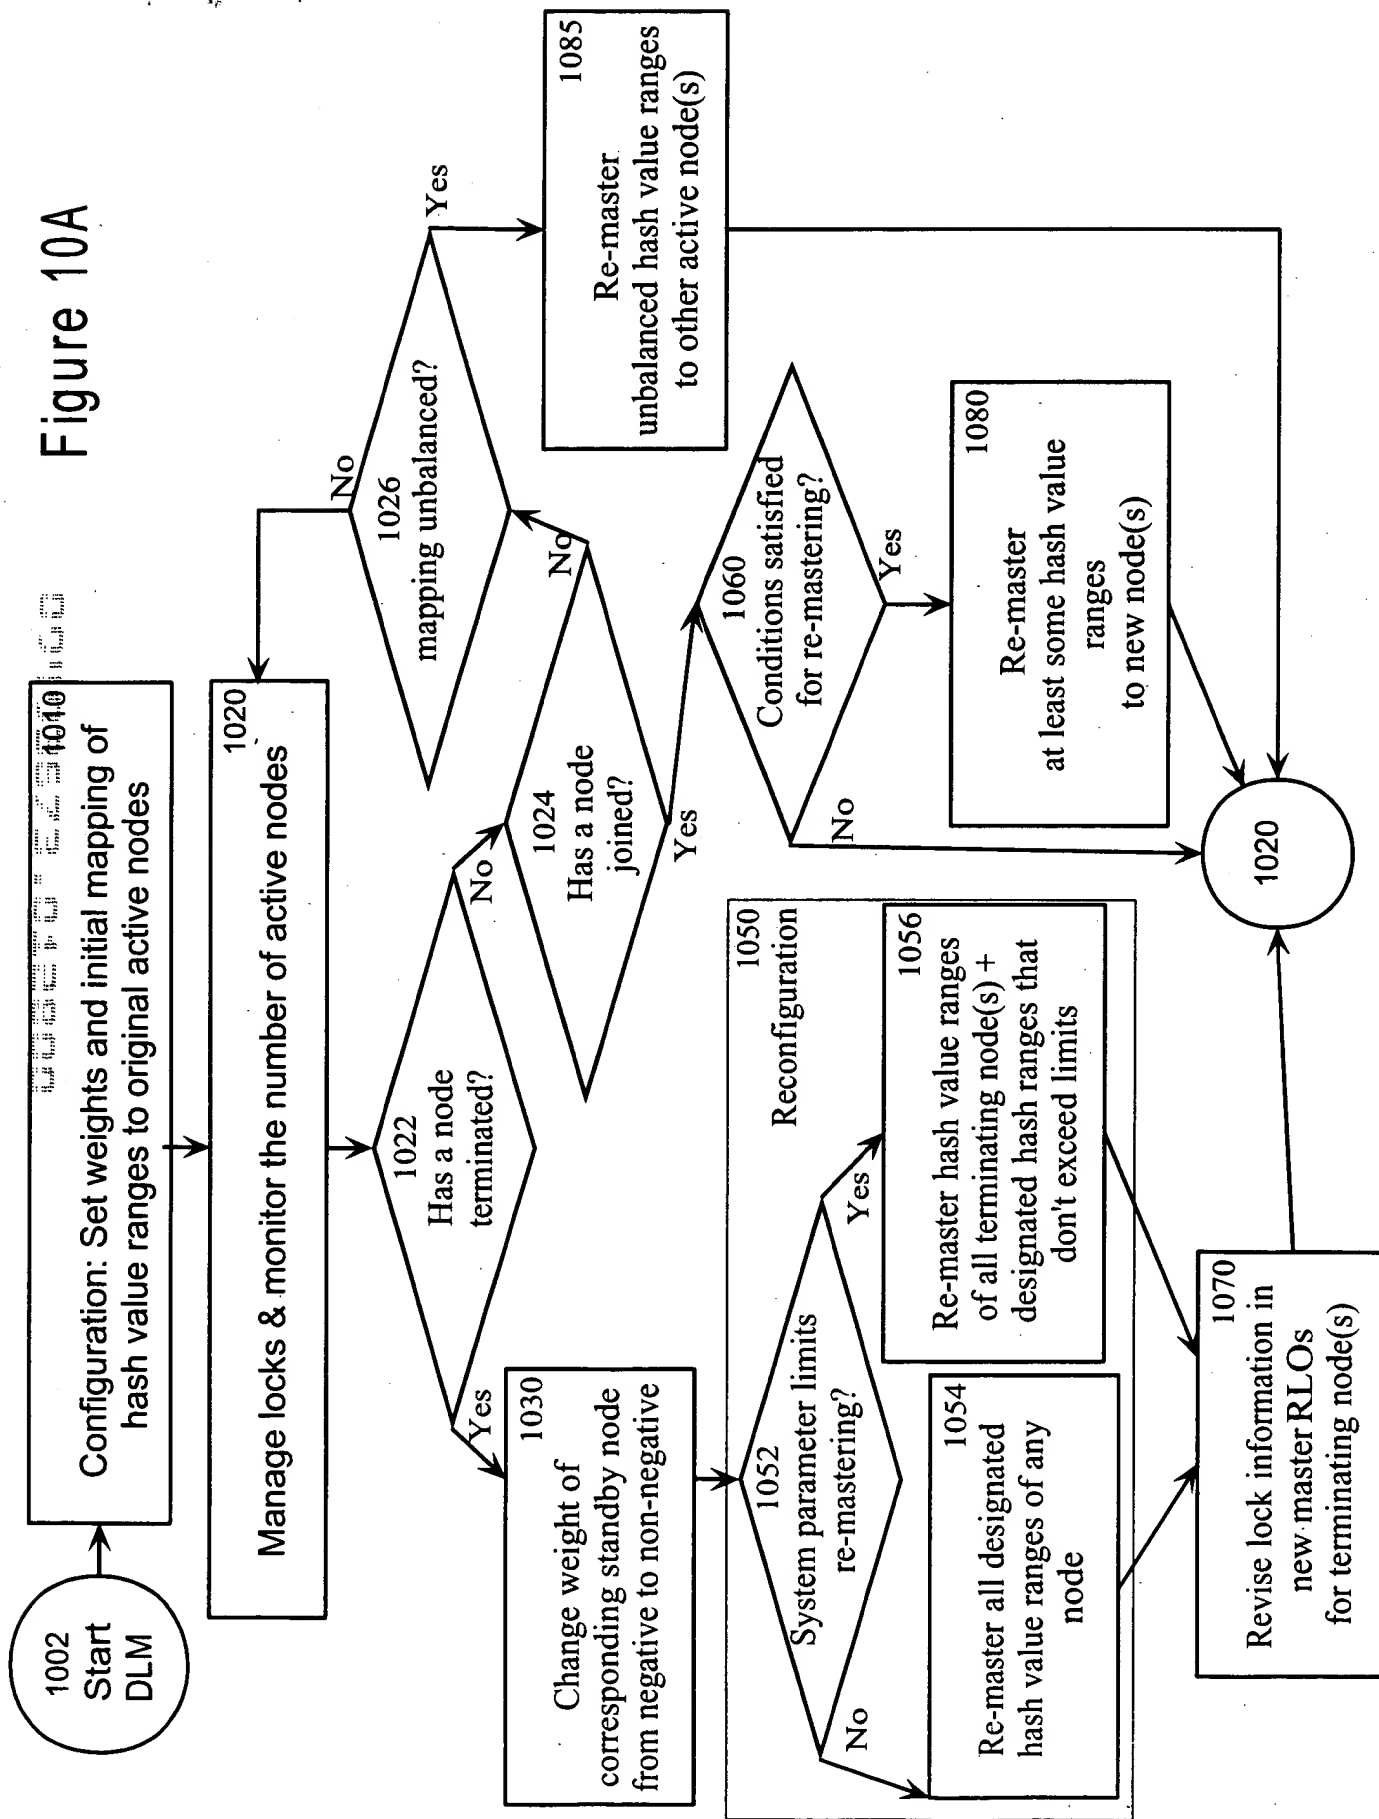 Figure 10A
1002
Start
DLM
1010
Configuration: Set weights and initial mapping of
hash value ranges to original active nodes
1020
Manage locks & monitor the number of active nodes
1022
Has a node
terminated?
Yes
No
1024
Has a node
joined?
No
Yes
1026
mapping unbalanced?
No
Yes
1085
Re-master
unbalanced hash value ranges
to other active node(s)
1030
Change weight of
corresponding standby node
from negative to non-negative
1050
Reconfiguration
1052
System parameter limits
re-mastering?
No
Yes
1054
Re-master all designated
hash value ranges of any
node
1056
Re-master hash value ranges
of all terminating node(s) +
designated hash ranges that
don't exceed limits
1060
Conditions satisfied
for re-mastering?
No
Yes
1080
Re-master
at least some hash value
ranges
to new node(s)
1070
Revise lock information in
new master RLOs
for terminating node(s)
1020